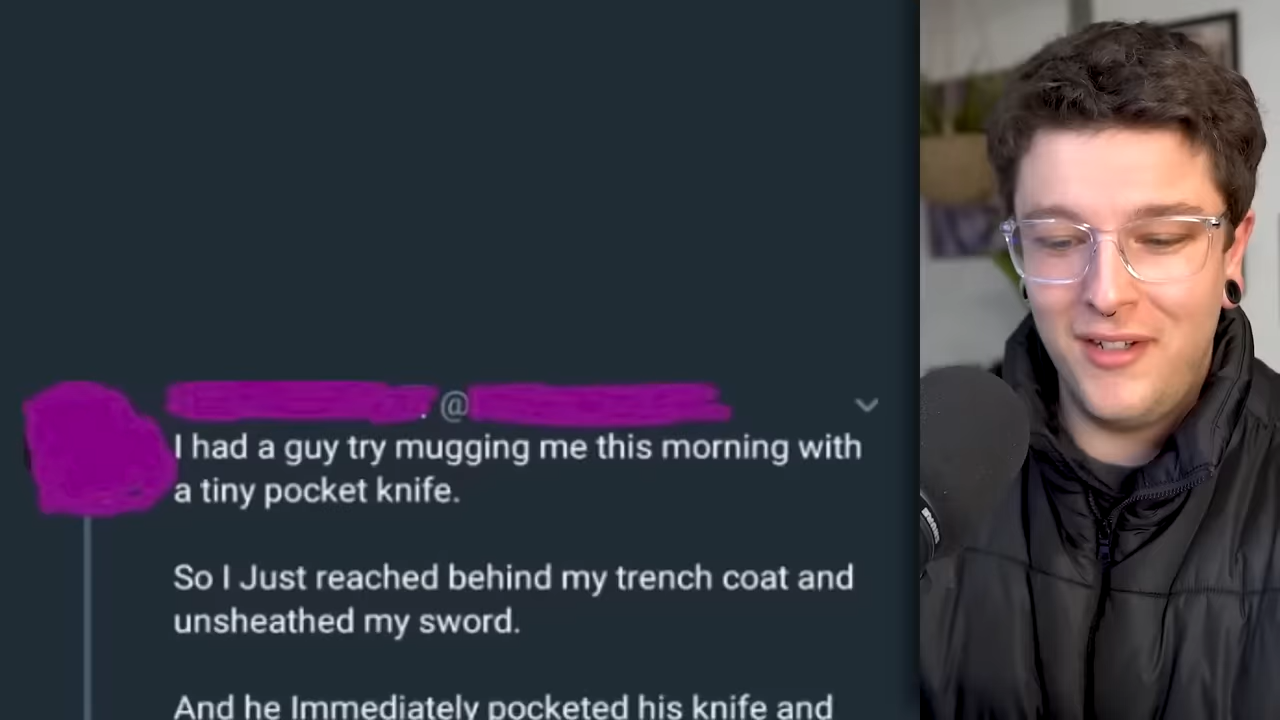 . @
I had a guy try mugging me this morning with
a tiny pocket knife.
So I Just reached behind my trench coat and
unsheathed my sword.
And he Immediately pocketed his knife and